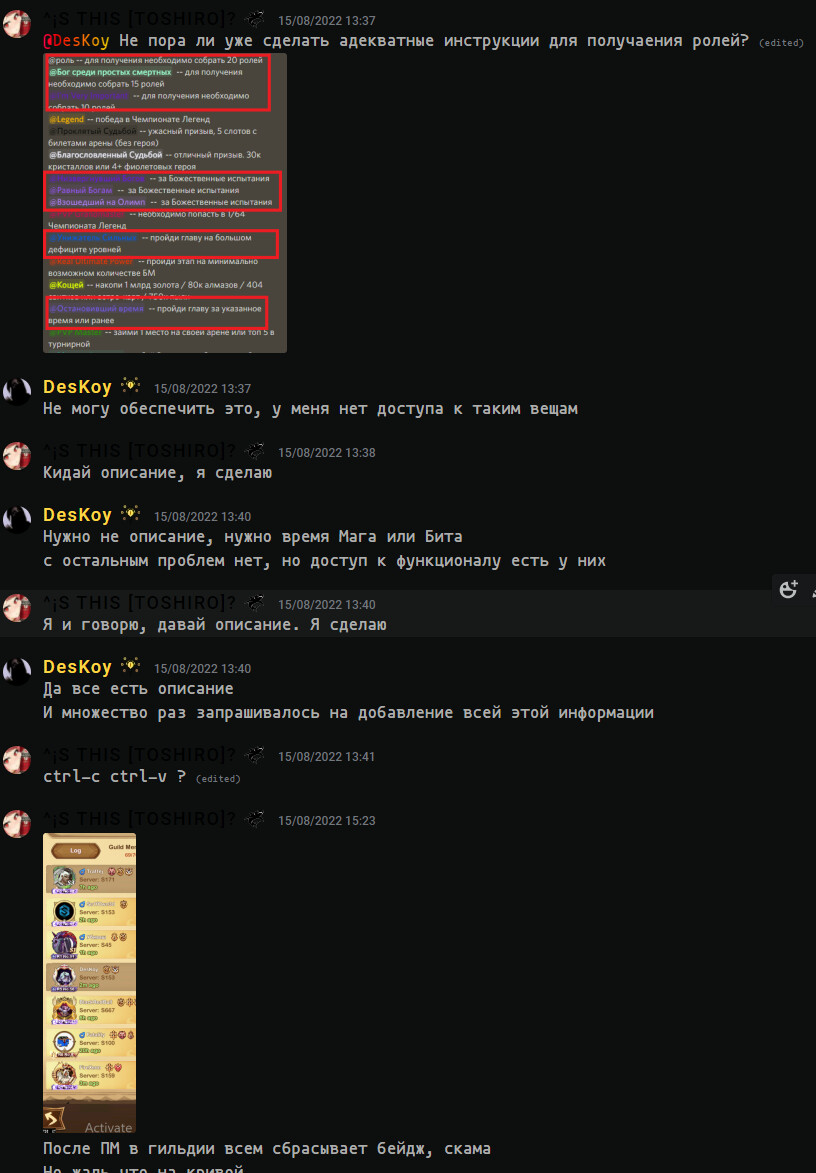 ^¡S THIS [TOSHIRO]? 15/08/2022 13:37
@DesKoy Не пора ли уже сделать адекватные инструкции для получаения ролей? (edited)
@роль -- для получения необходимо собрать 20 ролей
@Бог среди простых смертных -- для получения
необходимо собрать 15 ролей
-- для получения необходимо
собрать 10 ролей
@Legend -- победа в Чемпионате Легенд
@Проклятый Судьбой -- ужасный призыв, 5 слотов с
билетами арены (без героя)
@Благословленный Судьбой -- отличный призыв. 30к
кристаллов или 4+ фиолетовых героя
-- за Божественные испытания
@Равный Богам -- за Божественные испытания
@Взошедший на Олимп -- за Божественные испытания
-- необходимо попасть в 1/64
Чемпионата Легенд
-- пройди главу на большом
дефиците уровней
-- пройди этап на минимально
возможном количестве БМ
@Кощей -- накопи 1 млрд золота / 80к алмазов / 404
@Остановивший время -- пройди главу за указанное
время или ранее
@PVP Master -- займи 1 место на своей арене или топ 5 в
турнирной
DesKoy 15/08/2022 13:37
Не могу обеспечить это, у меня нет доступа к таким вещам
^¡S THIS [TOSHIRO]? 15/08/2022 13:38
Кидай описание, я сделаю
DesKoy 15/08/2022 13:40
Нужно не описание, нужно время Мага или Бита
с остальным проблем нет, но доступ к функционалу есть у них
^¡S THIS [TOSHIRO]? 15/08/2022 13:40
Я и говорю, давай описание. Я сделаю
DesKoy 15/08/2022 13:40
Да все есть описание
И множество раз запрашивалось на добавление всей этой информации
^¡S THIS [TOSHIRO]? 15/08/2022 13:41
ctrl-c ctrl-v ? (edited)
^¡S THIS [TOSHIRO]? 15/08/2022 15:23
Log
Guild Mem
Server: S171
Server: S153
2h ago
Server: S45
1h ago
DesKoy
Server: S153
Server: S667
Server: S100
Server: S159
Activate
После ПМ в гильдии всем сбрасывает бейдж, скама
Но жаль что на кривой